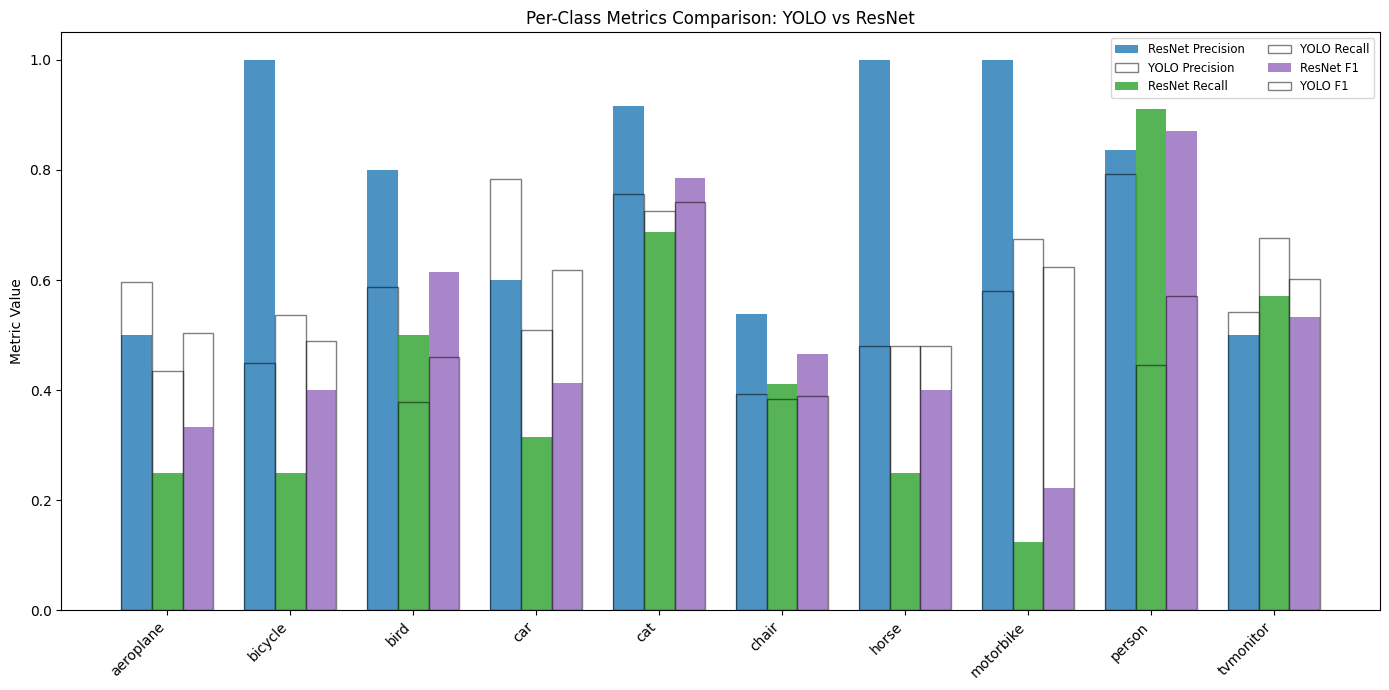 Per-Class Metrics Comparison: YOLO vs ResNet
ResNet Precision
YOLO Precision
ResNet Recall
YOLO Recall
ResNet F1
YOLO F1
Metric Value
1.0
0.8
0.6
0.4
0.2
0.0
aeroplane
bicycle
bird
car
cat
chair
horse
motorbike
person
tvmonitor